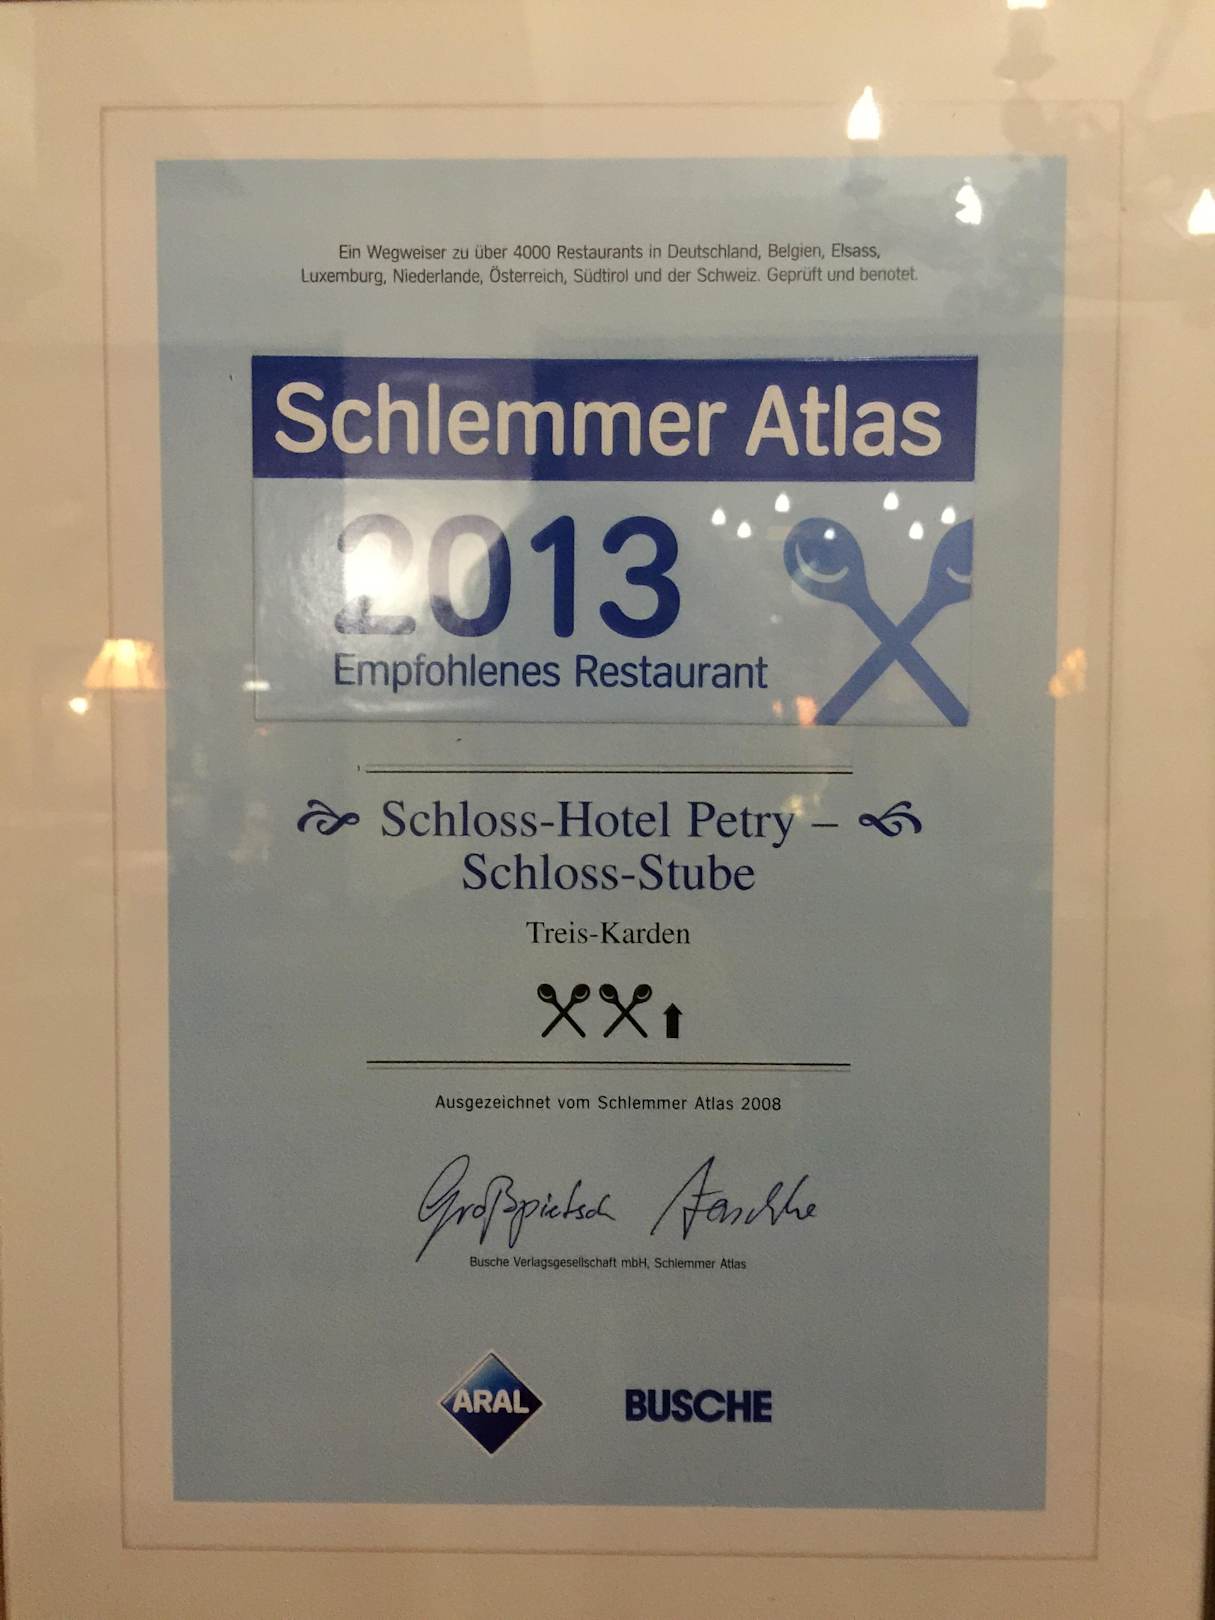 Ein Wegweiser zu über 4000 Restaurants in Deutschland, Belgien, Elsass,
Luxemburg, Niederlande, Österreich, Südtirol und der Schweiz. Geprüft und benotet.
Schlemmer Atlas
2013
Empfohlenes Restaurant
Schloss-Hotel Petry –
Schloss-Stube
Treis-Karden
Ausgezeichnet vom Schlemmer Atlas 2008
Großpietsch
Busche Verlagsgesellschaft mbH, Schlemmer Atlas
ARAL
BUSCHE